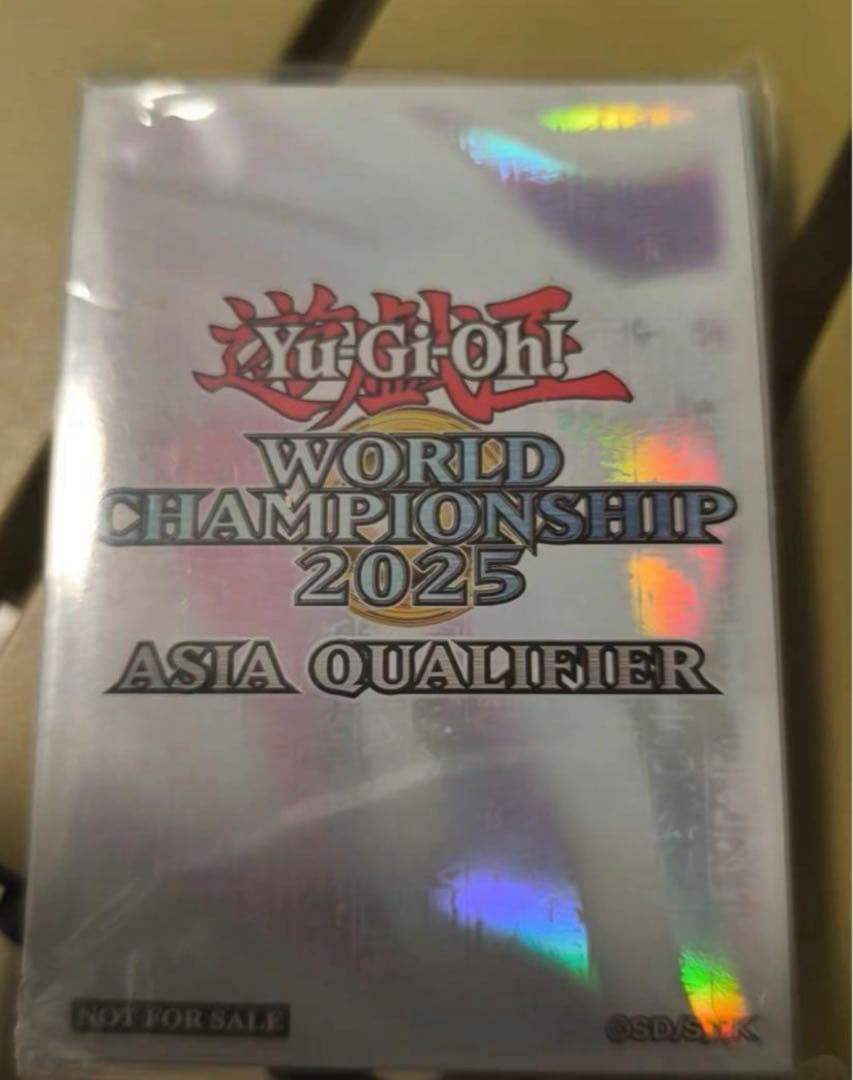 遊戯王
Yu-Gi-Oh!
WORLD
CHAMPIONSHIP
2025
ASIA QUALIFIER
NOT FOR SALE